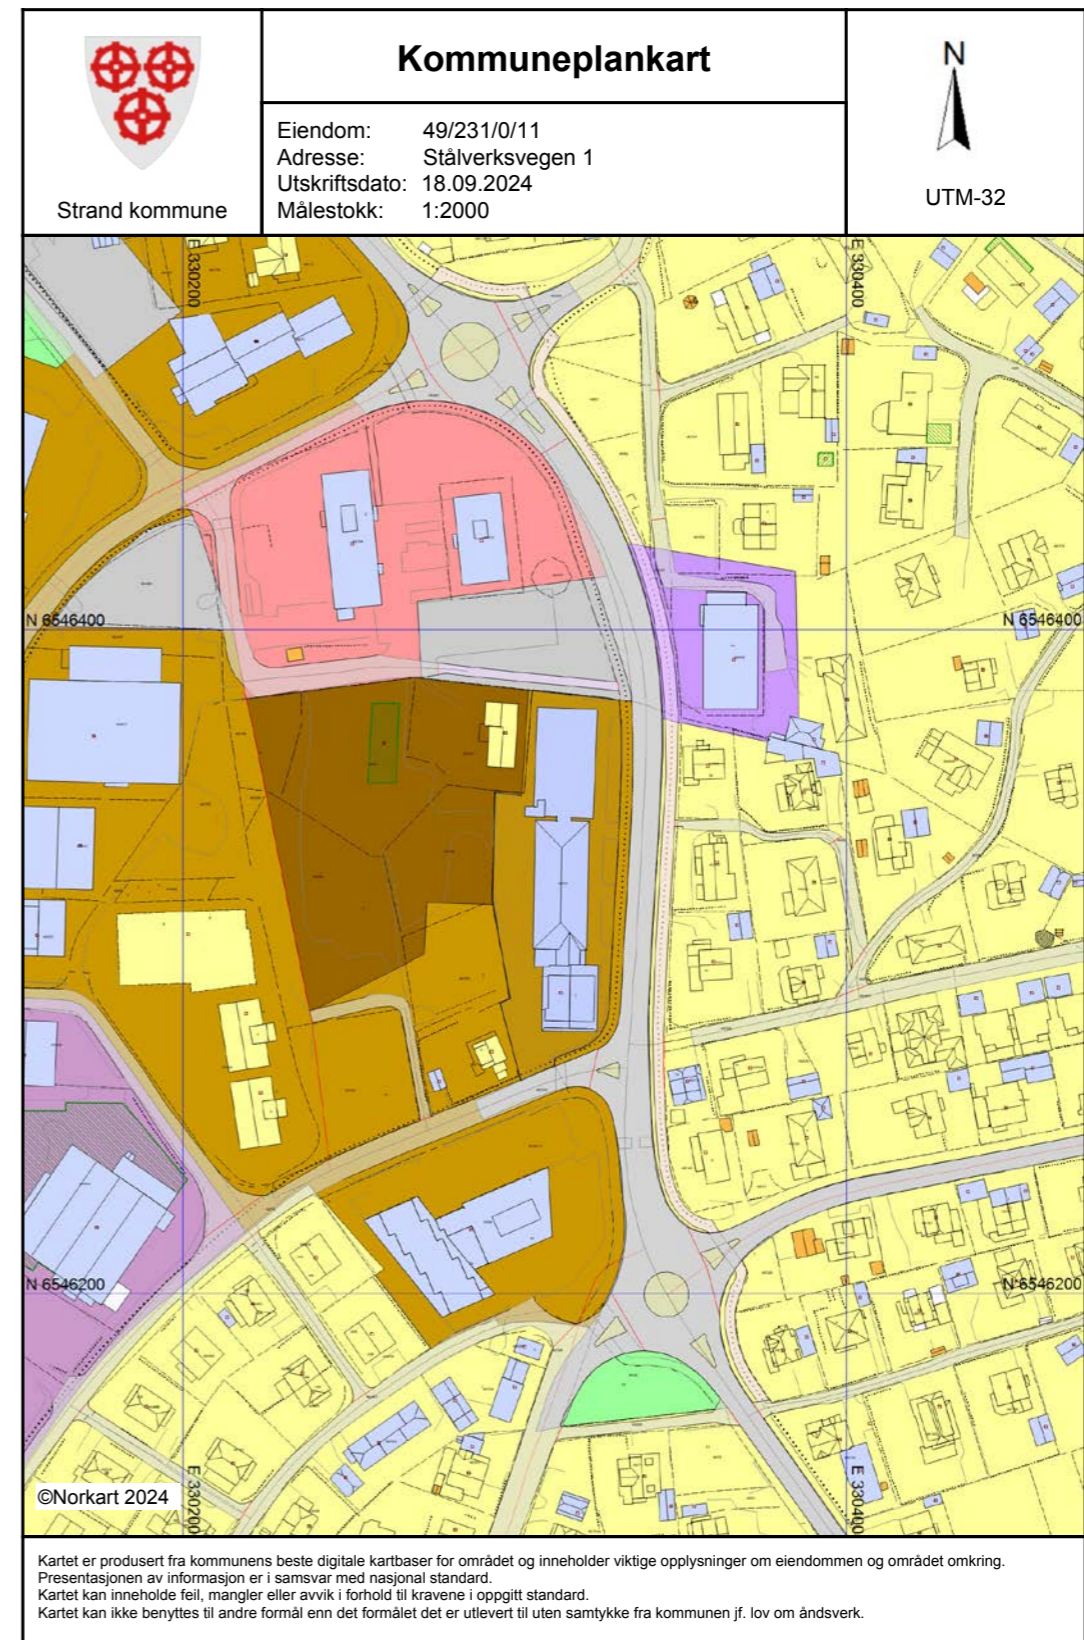 Kommuneplankart
Eiendom: 49/231/0/11
Adresse: Stålverksvegen 1
Utskriftsdato: 18.09.2024
Målestokk: 1:2000
Strand kommune
N
UTM-32
E 330200
E 330400
N 6546400
N 6546400
N 6546200
N 6546200
E 330200
E 330400
©Norkart 2024
Kartet er produsert fra kommunens beste digitale kartbaser for området og inneholder viktige opplysninger om eiendommen og området omkring.
Presentasjonen av informasjon er i samsvar med nasjonal standard.
Kartet kan inneholde feil, mangler eller avvik i forhold til kravene i oppgitt standard.
Kartet kan ikke benyttes til andre formål enn det formålet det er utlevert til uten samtykke fra kommunen jf. lov om åndsverk.